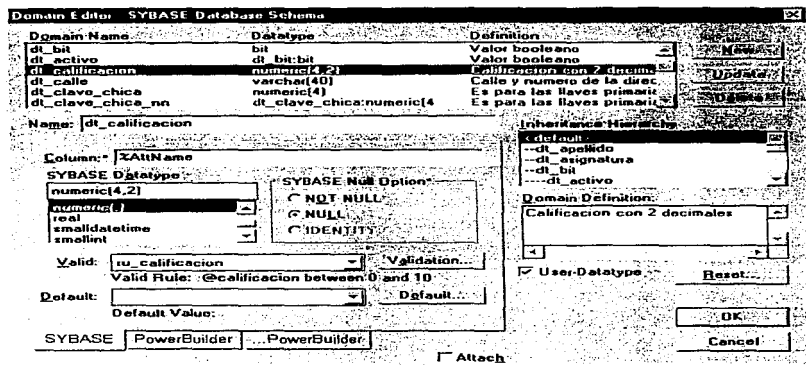 Domain Editor - SYBASE Database Schema
Domain Name Datatype Definition
dt_bit bit Valor booleano
dt_activo dt_bit:bit Valor booleano
dt_calificacion numeric(4,2) Calificacion con 2 decima
dt_calle varchar(40) Calle y numero de la direc
dt_clave_chica numeric(4) Es para las llaves primaria
dt_clave_chica_nn dt_clave_chica:numeric(4 Es para las llaves primaria
New...
Update
Delete
Name: dt_calificacion
Column: %AttName
SYBASE Datatype
numeric(4,2)
numeric(,)
real
smalldatetime
smallint
SYBASE Null Option
NOT NULL
NULL
IDENTITY
Valid: ru_calificacion Validation...
Valid Rule: @calificacion between 0 and 10
Default: Default...
Default Value:
SYBASE PowerBuilder ...PowerBuilder
Attach
Inheritance Hierarchy
<default>
--dt_apellido
--dt_asignatura
--dt_bit
----dt_activo
Domain Definition:
Calificacion con 2 decimales
User-Datatype Reset...
OK
Cancel